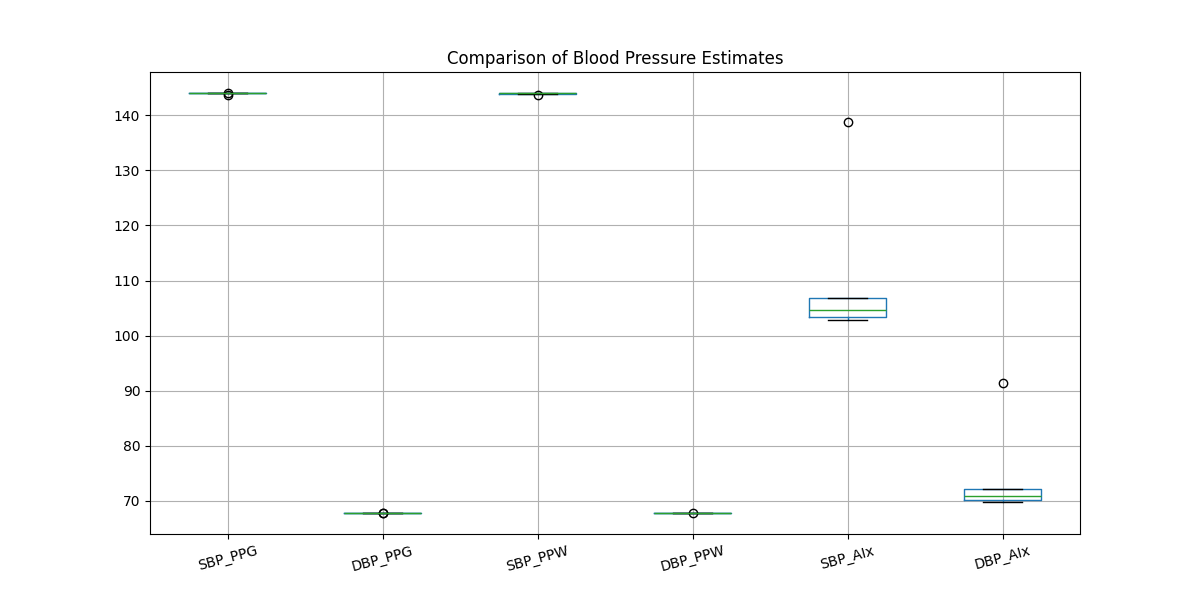 Comparison of Blood Pressure Estimates
140
130
120
110
100
90
80
70
SBP_PPG
DBP_PPG
SBP_PPW
DBP_PPW
SBP_AIx
DBP_AIx